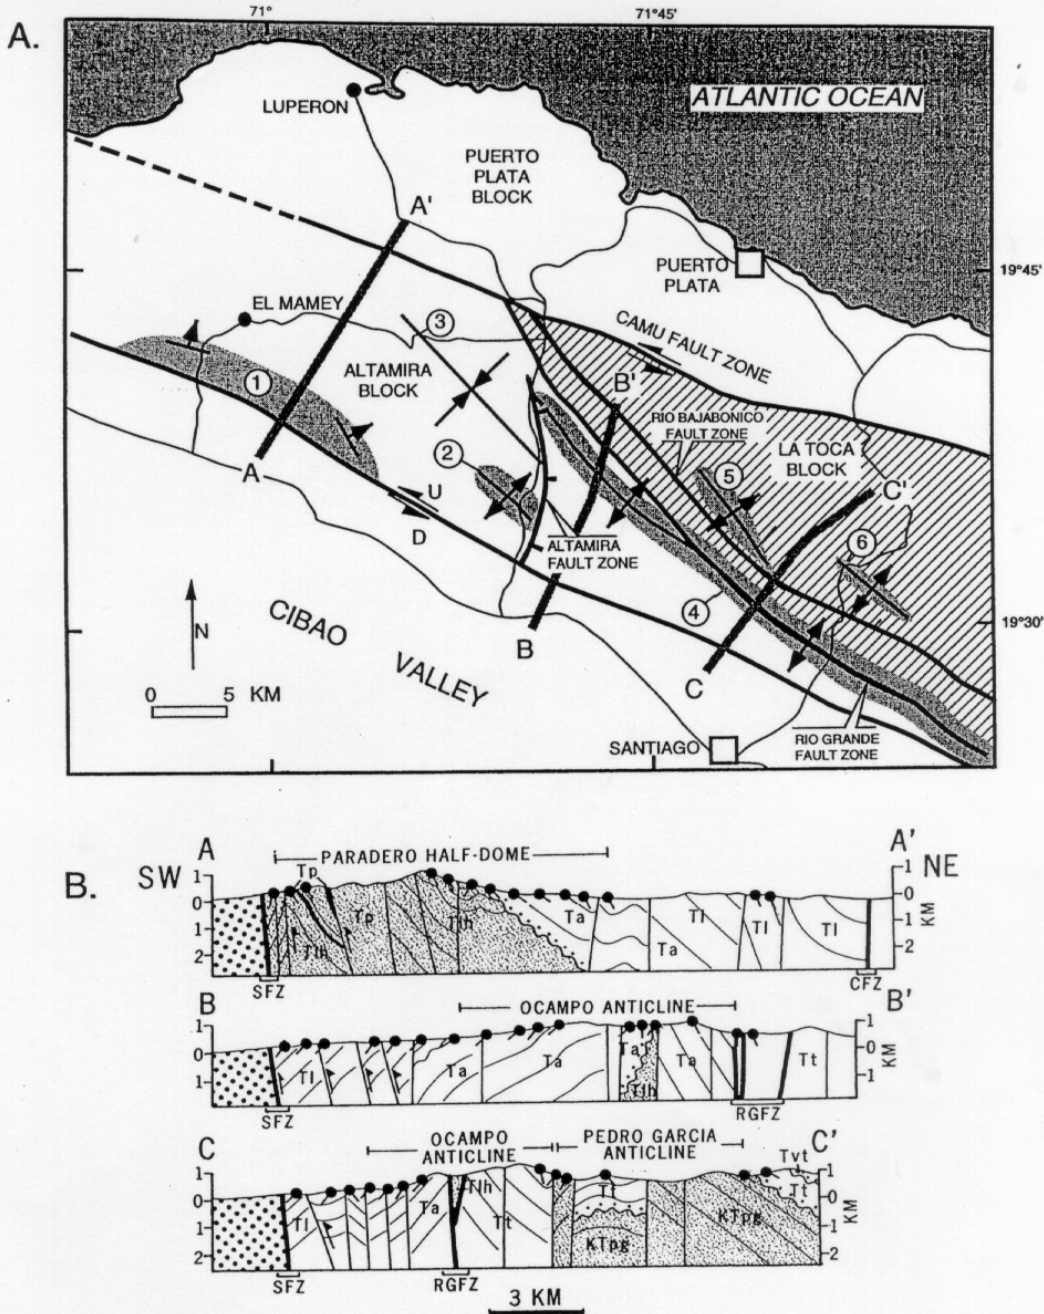 71°
71°45'
A.
ATLANTIC OCEAN
LUPERON
PUERTO
PLATA
BLOCK
A'
PUERTO
PLATA
19°45'
EL MAMEY
3
CAMU FAULT ZONE
ALTAMIRA
BLOCK
B'
1
RIO BAJABONICO
FAULT ZONE
2
5
LA TOCA
BLOCK
C'
A
U
D
ALTAMIRA
FAULT ZONE
6
4
N
CIBAO
VALLEY
B
19°30'
C
0 5 KM
SANTIAGO
RIO GRANDE
FAULT ZONE
B.
A
A'
SW
PARADERO HALF-DOME
NE
Tp
1
0
1
2
Tlh
Tp
Tlh
Ta
Ta
Tl
Tl
Tl
1
0
1
2
KM
SFZ
CFZ
B
OCAMPO ANTICLINE
B'
1
0
1
Tl
Ta
Ta
Ta
Tlh
Ta
Tt
1
0
1
KM
SFZ
RGFZ
C
OCAMPO
ANTICLINE
PEDRO GARCIA
ANTICLINE
C'
Tvt
1
0
1
2
Tl
Ta
Tlh
Tt
Tt
KTpg
KTpg
Tt
1
0
1
2
KM
SFZ
RGFZ
3 KM